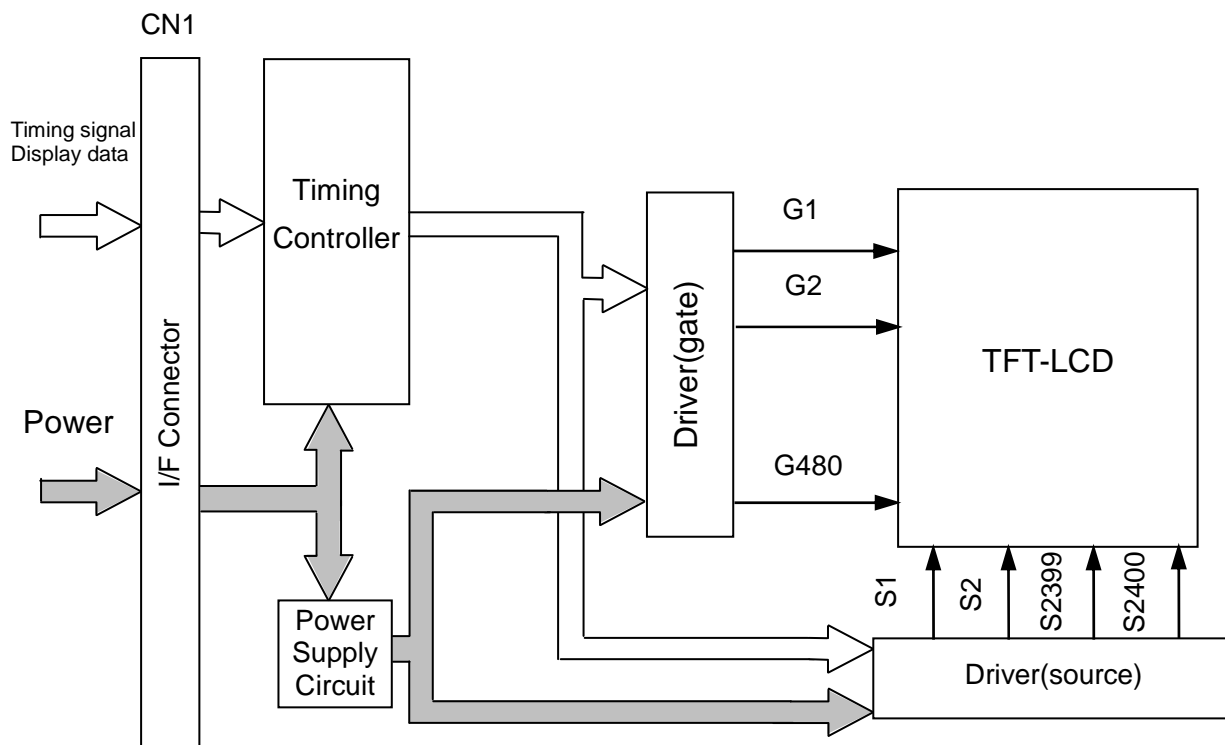 CN1
Timing signal
Display data
Power
I/F Connector
Timing
Controller
Power
Supply
Circuit
Driver(gate)
G1
G2
G480
TFT-LCD
S1
S2
S2399
S2400
Driver(source)